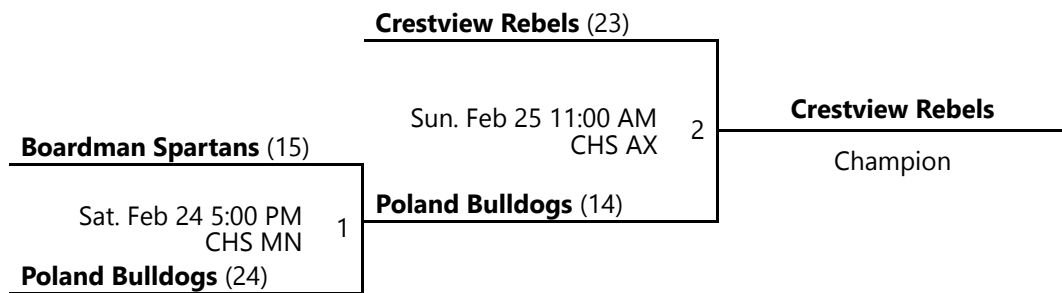 Crestview Rebels (23)
Sun. Feb 25 11:00 AM
CHS AX
2
Crestview Rebels
Champion
Boardman Spartans (15)
Poland Bulldogs (14)
Sat. Feb 24 5:00 PM
CHS MN
1
Poland Bulldogs (24)